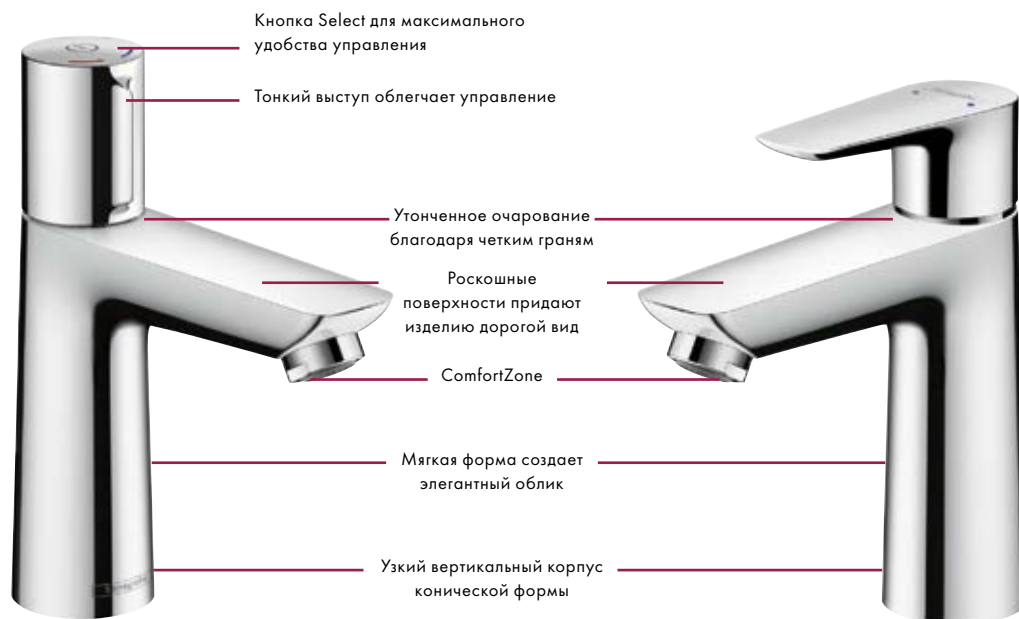 Кнопка Select для максимального
удобства управления
Тонкий выступ облегчает управление
Утонченное очарование
благодаря четким граням
Роскошные
поверхности придают
изделию дорогой вид
ComfortZone
Мягкая форма создает
элегантный облик
Узкий вертикальный корпус
конической формы